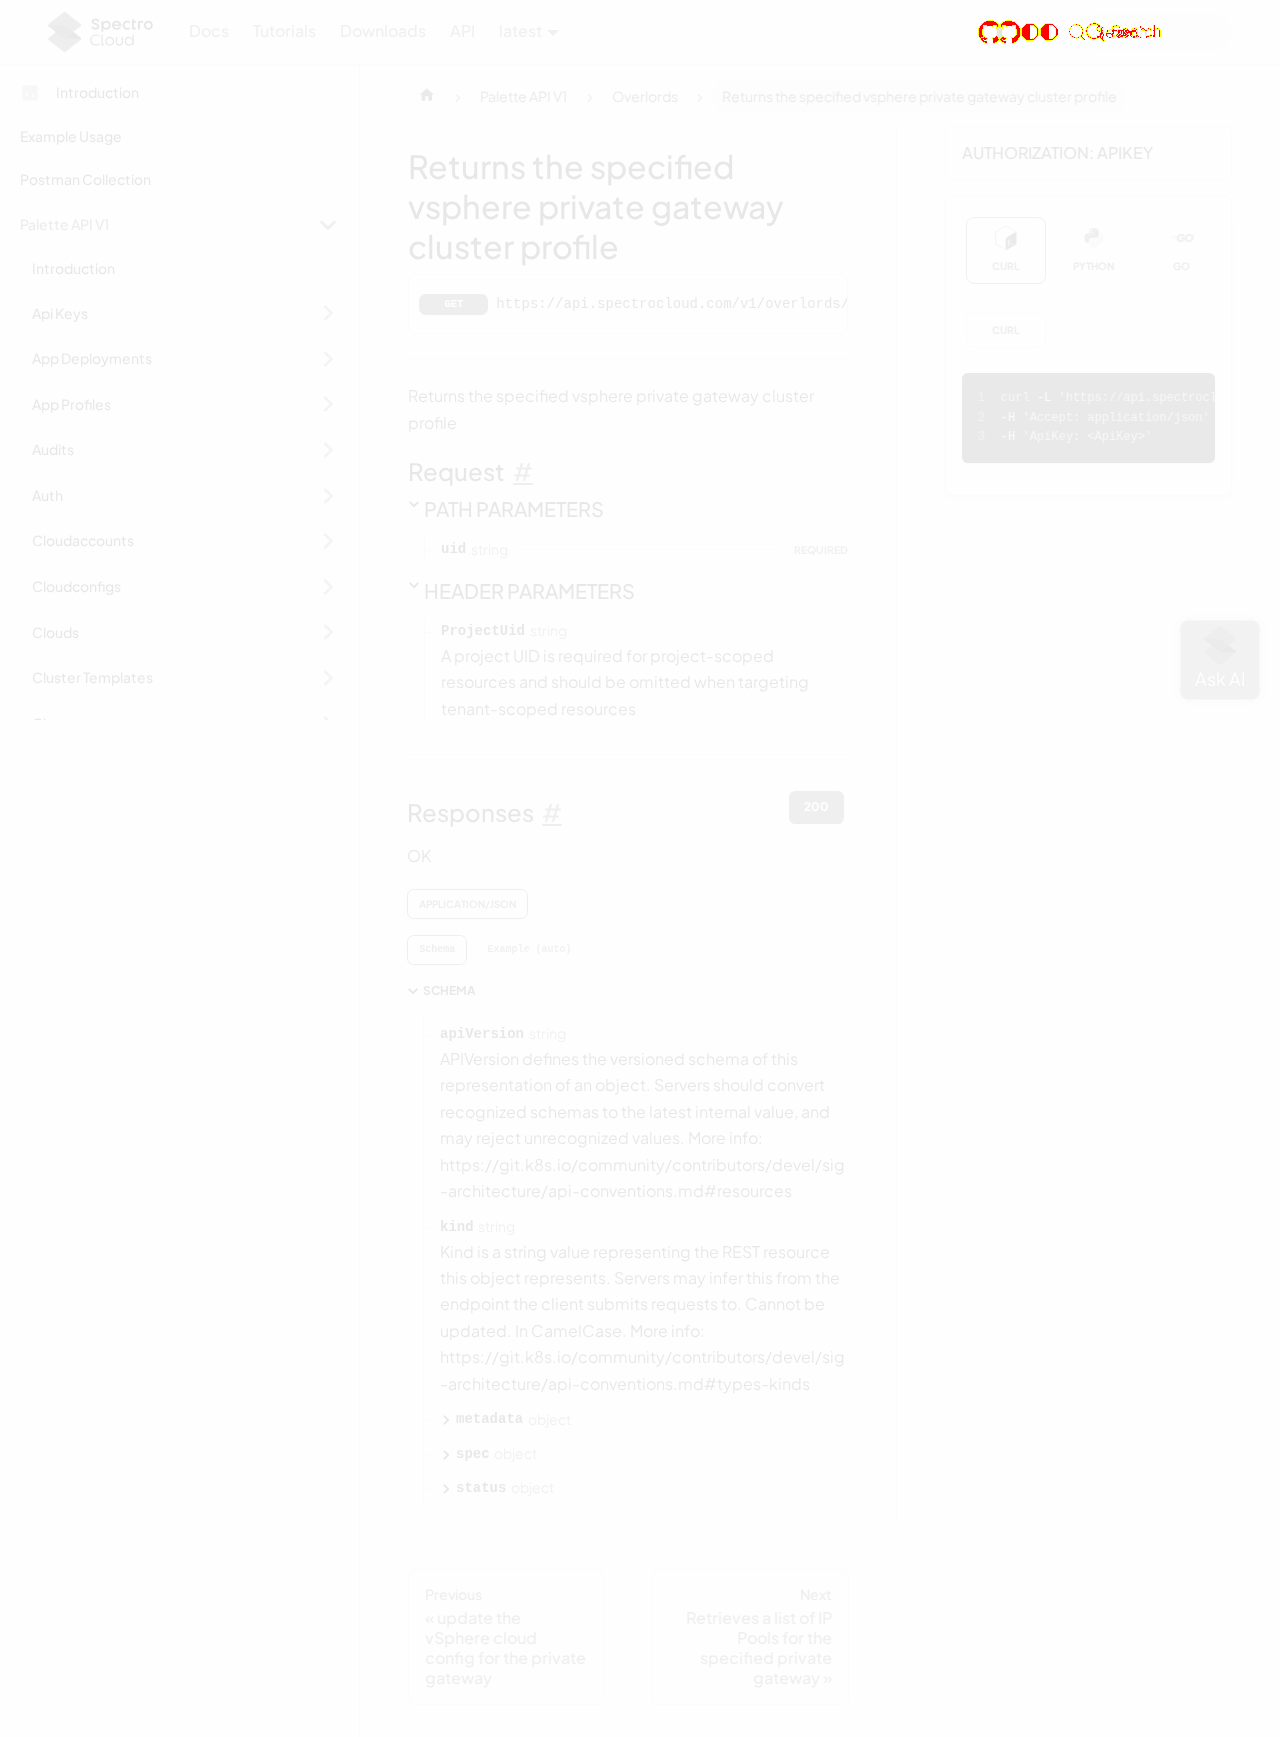 Spectro
Cloud
Docs
Tutorials
Downloads
API
latest
Search
Introduction
Example Usage
Postman Collection
Palette API V1
Introduction
Api Keys
App Deployments
App Profiles
Audits
Auth
Cloudaccounts
Cloudconfigs
Clouds
Cluster Templates
Palette API V1
Overlords
Returns the specified vsphere private gateway cluster profile
Returns the specified
vsphere private gateway
cluster profile
GET https://api.spectrocloud.com/v1/overlords/
Returns the specified vsphere private gateway cluster
profile
Request #
PATH PARAMETERS
uid string REQUIRED
HEADER PARAMETERS
ProjectUid string
A project UID is required for project-scoped
resources and should be omitted when targeting
tenant-scoped resources
Responses #
200
OK
APPLICATION/JSON
Schema
Example (auto)
SCHEMA
apiVersion string
APIVersion defines the versioned schema of this
representation of an object. Servers should convert
recognized schemas to the latest internal value, and
may reject unrecognized values. More info:
https://git.k8s.io/community/contributors/devel/sig
-architecture/api-conventions.md#resources
kind string
Kind is a string value representing the REST resource
this object represents. Servers may infer this from the
endpoint the client submits requests to. Cannot be
updated. In CamelCase. More info:
https://git.k8s.io/community/contributors/devel/sig
-architecture/api-conventions.md#types-kinds
metadata object
spec object
status object
Previous
« update the
vSphere cloud
config for the private
gateway
Next
Retrieves a list of IP
Pools for the
specified private
gateway »
AUTHORIZATION: APIKEY
CURL
PYTHON
GO
GO
CURL
1 curl -L 'https://api.spectrocl
2 -H 'Accept: application/json'
3 -H 'ApiKey: <ApiKey>'
Ask AI